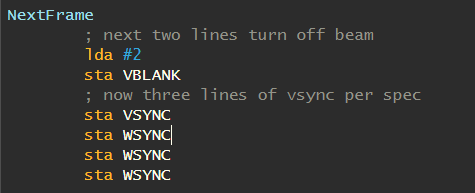 NextFrame
; next two lines turn off beam
lda #2
sta VBLANK
; now three lines of vsync per spec
sta VSYNC
sta WSYNC
sta WSYNC
sta WSYNC